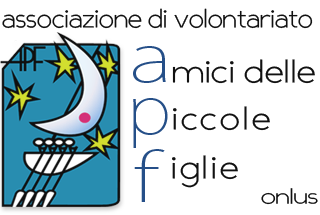 associazione di volontariato
APF
amici delle
piccole
figlie
onlus